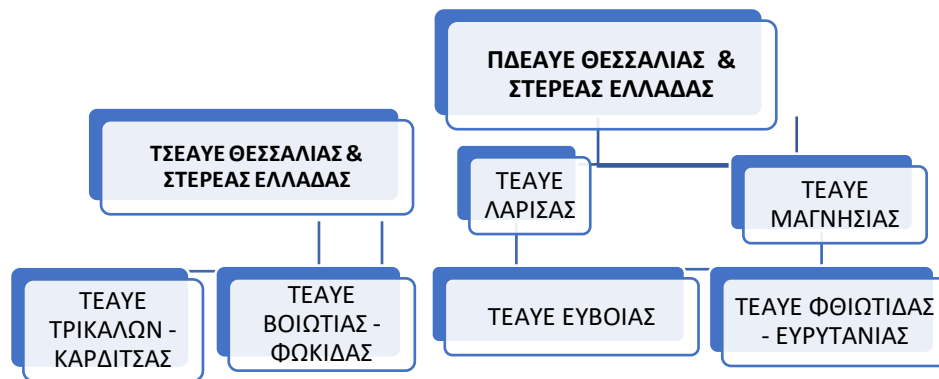 ΠΔΕΑΥΕ ΘΕΣΣΑΛΙΑΣ &
ΣΤΕΡΕΑΣ ΕΛΛΑΔΑΣ
ΤΣΕΑΥΕ ΘΕΣΣΑΛΙΑΣ &
ΣΤΕΡΕΑΣ ΕΛΛΑΔΑΣ
ΤΕΑΥΕ
ΛΑΡΙΣΑΣ
ΤΕΑΥΕ
ΜΑΓΝΗΣΙΑΣ
ΤΕΑΥΕ
ΤΡΙΚΑΛΩΝ -
ΚΑΡΔΙΤΣΑΣ
ΤΕΑΥΕ
ΒΟΙΩΤΙΑΣ -
ΦΩΚΙΔΑΣ
ΤΕΑΥΕ ΕΥΒΟΙΑΣ
ΤΕΑΥΕ ΦΘΙΩΤΙΔΑΣ
- ΕΥΡΥΤΑΝΙΑΣ